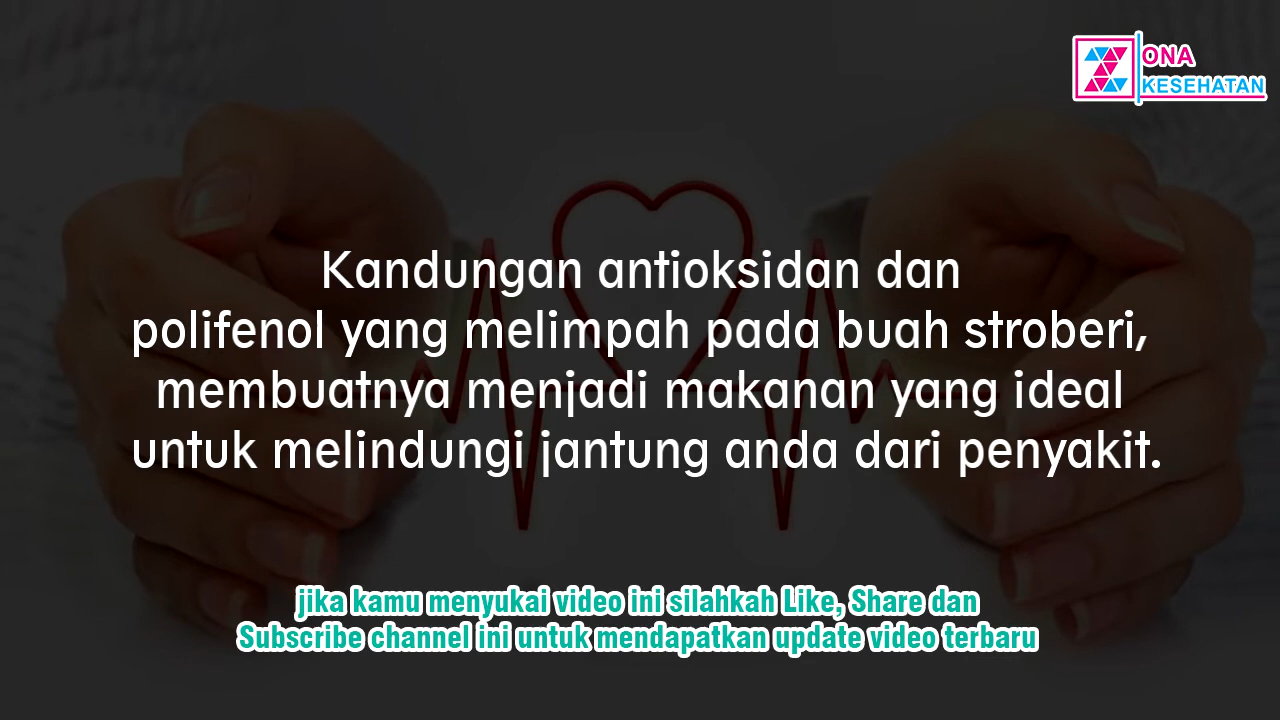 ZONA
KESEHATAN
Kandungan antioksidan dan
polifenol yang melimpah pada buah stroberi,
membuatnya menjadi makanan yang ideal
untuk melindungi jantung anda dari penyakit.
jika kamu menyukai video ini silahkah Like, Share dan
Subscribe channel ini untuk mendapatkan update video terbaru